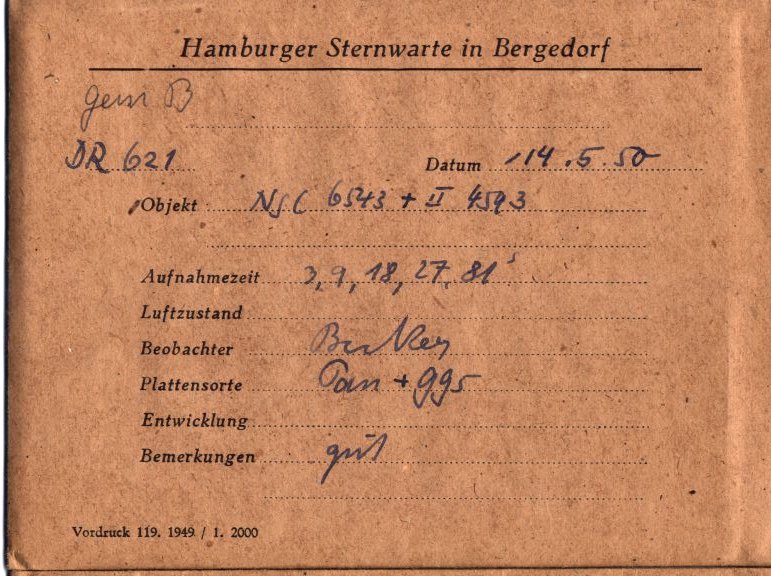 Hamburger Sternwarte in Bergedorf
gem B
DR 621 Datum 14.5.50
Objekt NGC 6543 + II 4593
Aufnahmezeit 3, 9, 18, 27, 81 s
Luftzustand
Beobachter
Plattensorte Pan + 995
Entwicklung
Bemerkungen gut
Vordruck 119. 1949 / 1. 2000